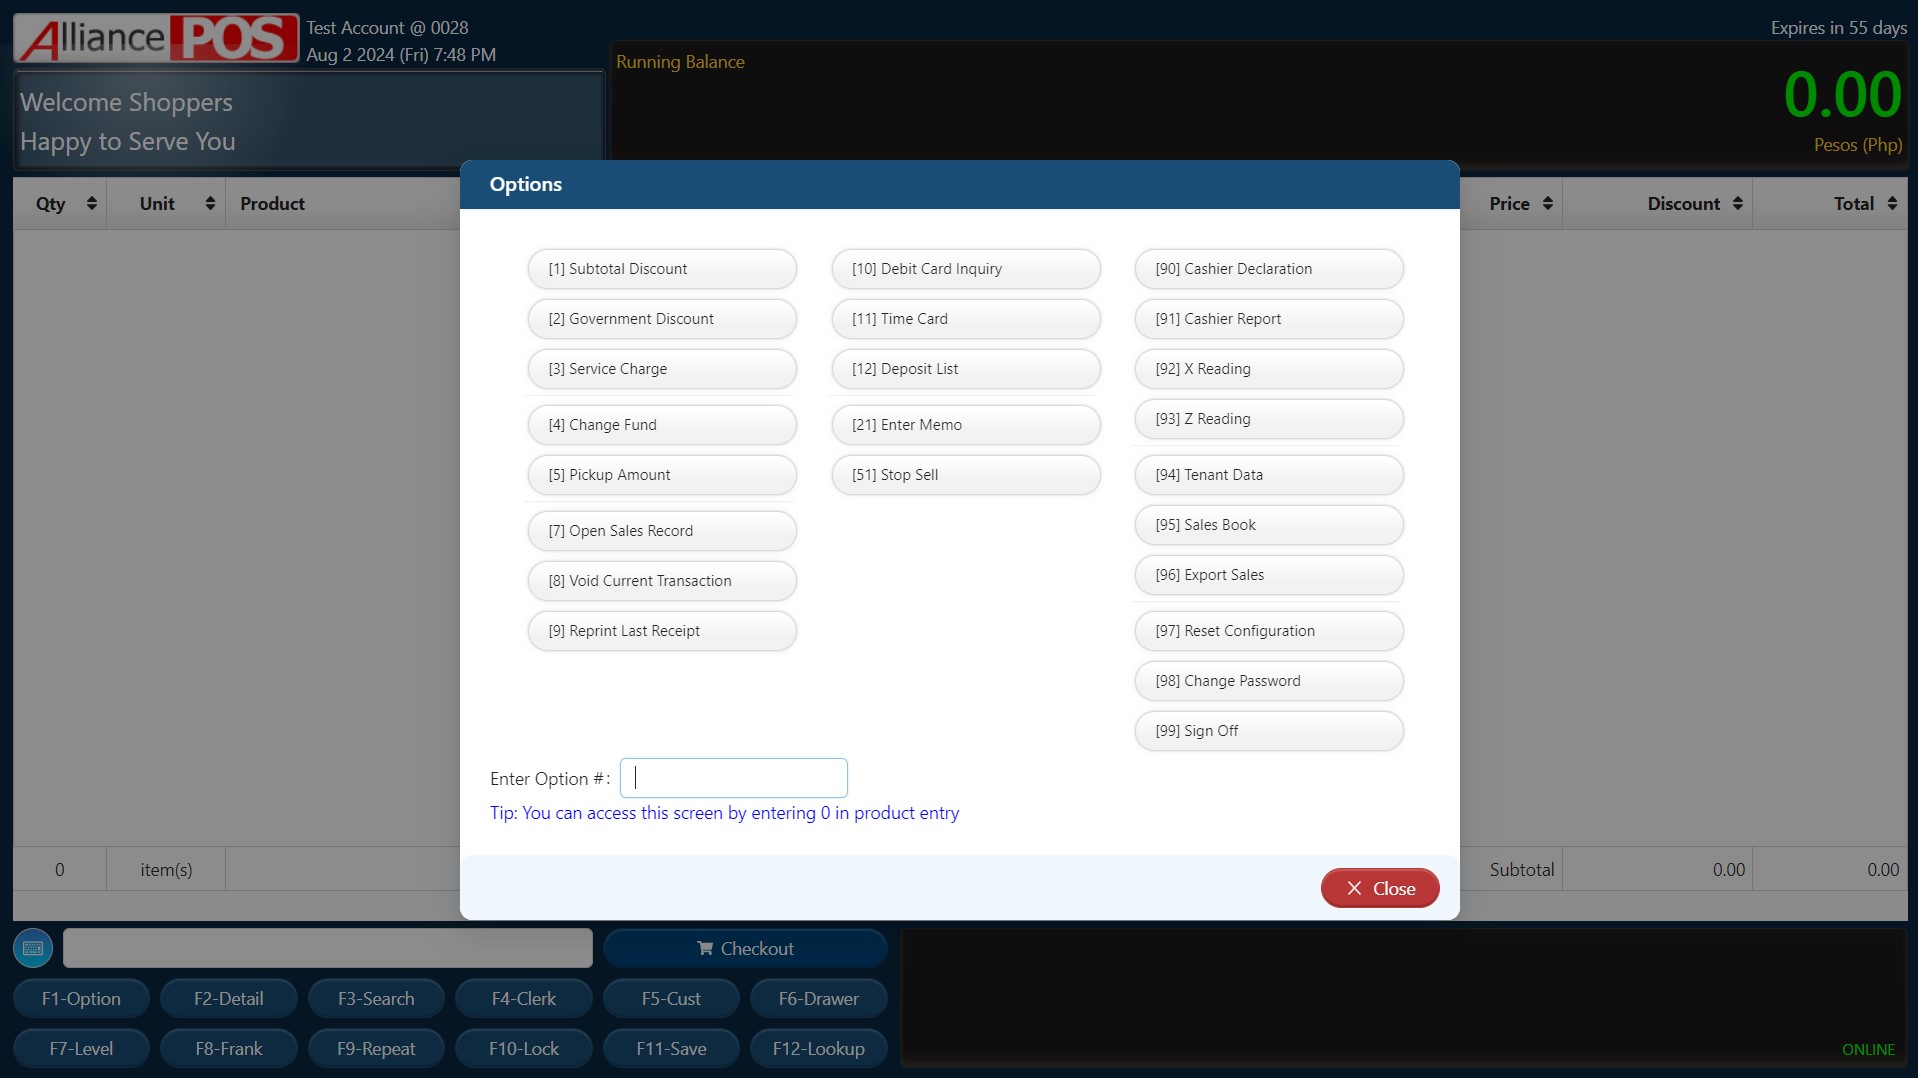 Alliance POS
Test Account @ 0028
Aug 2 2024 (Fri) 7:48 PM
Expires in 55 days
Welcome Shoppers
Happy to Serve You
Running Balance
0.00
Pesos (Php)
Qty Unit Product Price Discount Total
Options
[1] Subtotal Discount
[2] Government Discount
[3] Service Charge
[4] Change Fund
[5] Pickup Amount
[7] Open Sales Record
[8] Void Current Transaction
[9] Reprint Last Receipt
[10] Debit Card Inquiry
[11] Time Card
[12] Deposit List
[21] Enter Memo
[51] Stop Sell
[90] Cashier Declaration
[91] Cashier Report
[92] X Reading
[93] Z Reading
[94] Tenant Data
[95] Sales Book
[96] Export Sales
[97] Reset Configuration
[98] Change Password
[99] Sign Off
Enter Option #:
Tip: You can access this screen by entering 0 in product entry
Close
0 item(s) Subtotal 0.00 0.00
Checkout
F1-Option F2-Detail F3-Search F4-Clerk F5-Cust F6-Drawer
F7-Level F8-Frank F9-Repeat F10-Lock F11-Save F12-Lookup
ONLINE